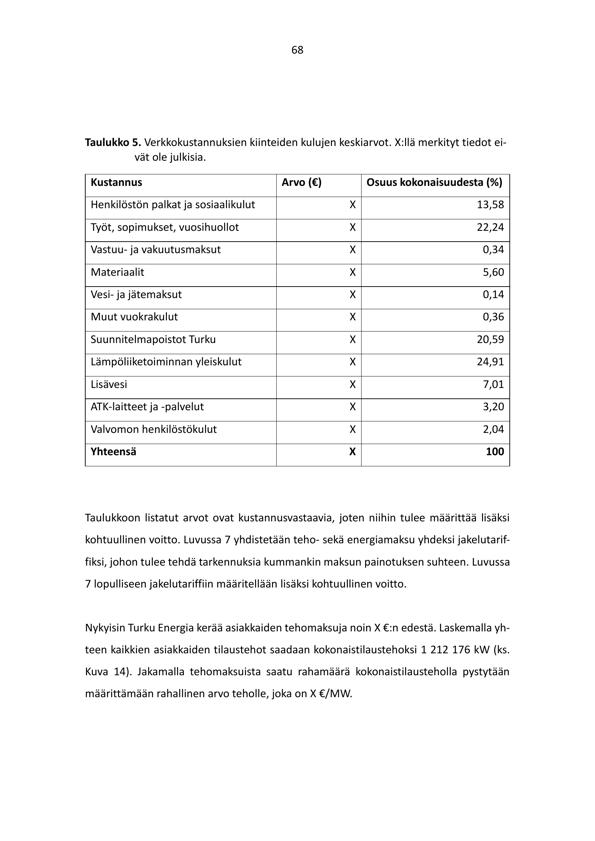 68
Taulukko 5. Verkkokustannuksien kiinteiden kulujen keskiarvot. X:llä merkityt tiedot ei-
vät ole julkisia.
Kustannus Arvo (€) Osuus kokonaisuudesta (%)
Henkilöstön palkat ja sosiaalikulut X 13,58
Työt, sopimukset, vuosihuollot X 22,24
Vastuu- ja vakuutusmaksut X 0,34
Materiaalit X 5,60
Vesi- ja jätemaksut X 0,14
Muut vuokrakulut X 0,36
Suunnitelmapoistot Turku X 20,59
Lämpöliiketoiminnan yleiskulut X 24,91
Lisävesi X 7,01
ATK-laitteet ja -palvelut X 3,20
Valvomon henkilöstökulut X 2,04
Yhteensä X 100
Taulukkoon listatut arvot ovat kustannusvastaavia, joten niihin tulee määrittää lisäksi
kohtuullinen voitto. Luvussa 7 yhdistetään teho- sekä energiamaksu yhdeksi jakelutarif-
fiksi, johon tulee tehdä tarkennuksia kummankin maksun painotuksen suhteen. Luvussa
7 lopulliseen jakelutariffiin määritellään lisäksi kohtuullinen voitto.
Nykyisin Turku Energia kerää asiakkaiden tehomaksuja noin X €:n edestä. Laskemalla yh-
teen kaikkien asiakkaiden tilaustehot saadaan kokonaistilaustehoksi 1 212 176 kW (ks.
Kuva 14). Jakamalla tehomaksuista saatu rahamäärä kokonaistilausteholla pystytään
määrittämään rahallinen arvo teholle, joka on X €/MW.